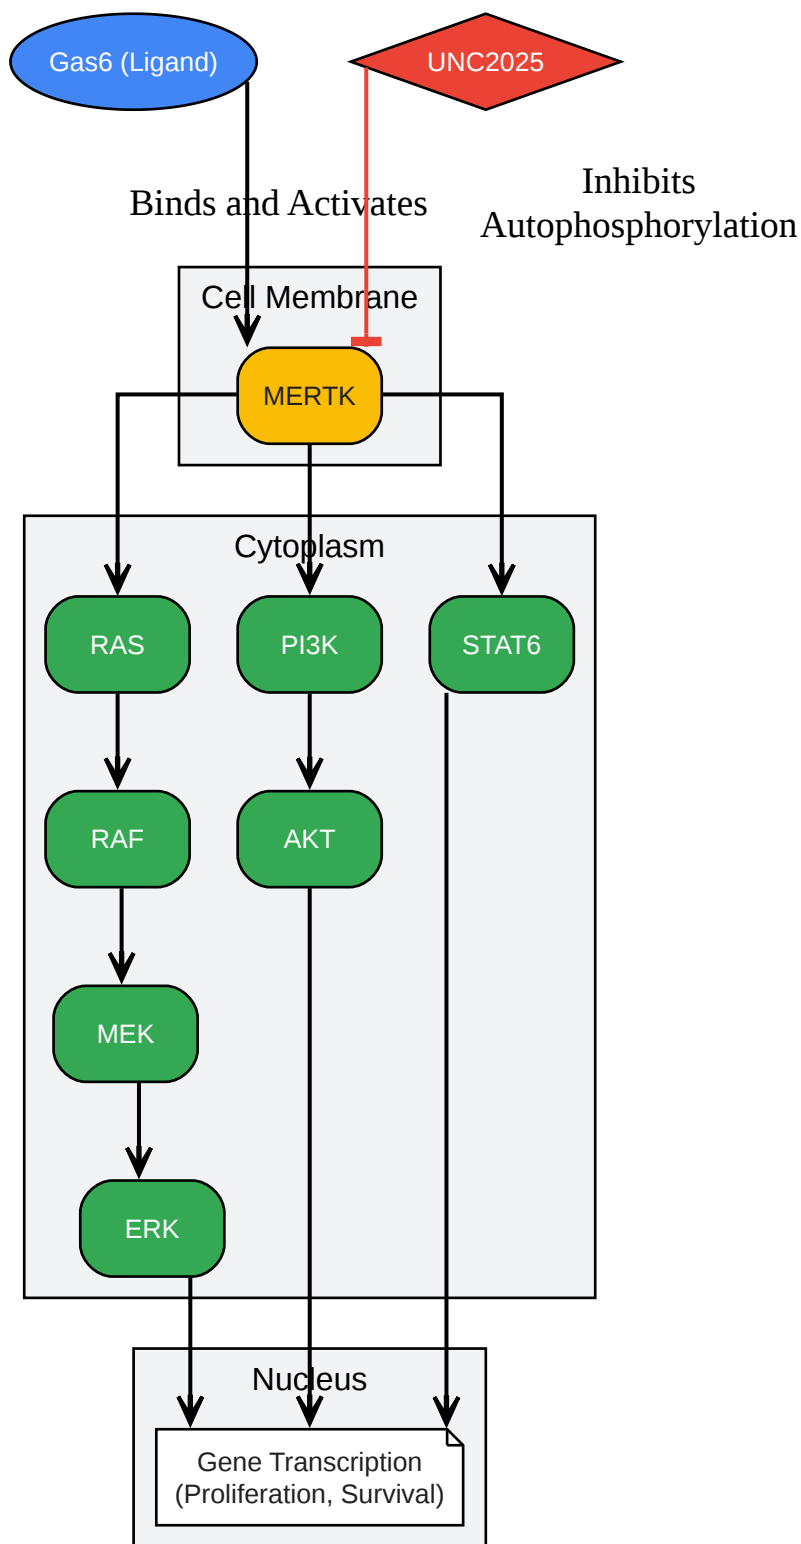 Gas6 (Ligand)
UNC2025
Binds and Activates
Inhibits
Autophosphorylation
Cell Membrane
MERTK
Cytoplasm
RAS
PI3K
STAT6
RAF
AKT
MEK
ERK
Nucleus
Gene Transcription
(Proliferation, Survival)